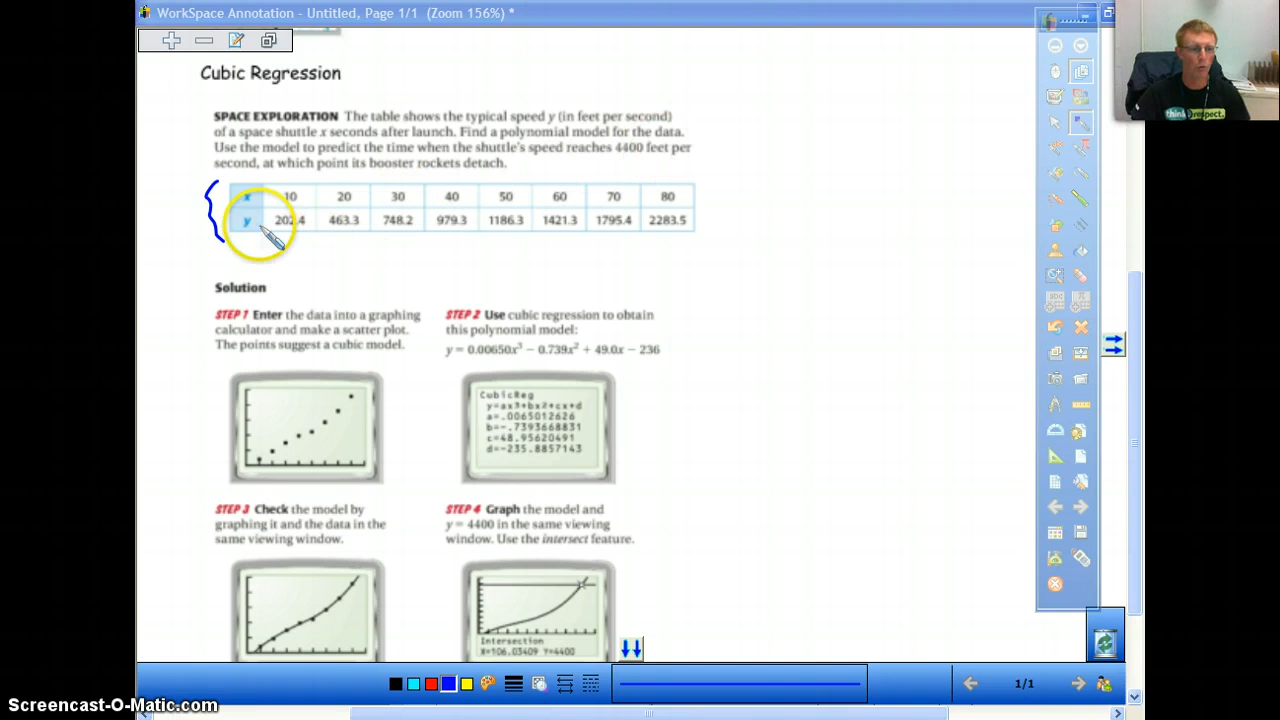 WorkSpace Annotation - Untitled, Page 1/1 (Zoom 156%) *
Cubic Regression
SPACE EXPLORATION The table shows the typical speed y (in feet per second)
of a space shuttle x seconds after launch. Find a polynomial model for the data.
Use the model to predict the time when the shuttle's speed reaches 4400 feet per
second, at which point its booster rockets detach.
x 10 20 30 40 50 60 70 80
y 202.4 463.3 748.2 979.3 1186.3 1421.3 1795.4 2283.5
Solution
STEP 1 Enter the data into a graphing
calculator and make a scatter plot.
The points suggest a cubic model.
STEP 2 Use cubic regression to obtain
this polynomial model:
y = 0.00650x³ − 0.739x² + 49.0x − 236
CubicReg
y=ax3+bx2+cx+d
a=.0065012626
b=-.7393668831
c=48.95620491
d=-235.8857143
STEP 3 Check the model by
graphing it and the data in the
same viewing window.
STEP 4 Graph the model and
y = 4400 in the same viewing
window. Use the intersect feature.
Intersection
X=106.03409 Y=4400
think respect.
abc
1/1
Screencast-O-Matic.com